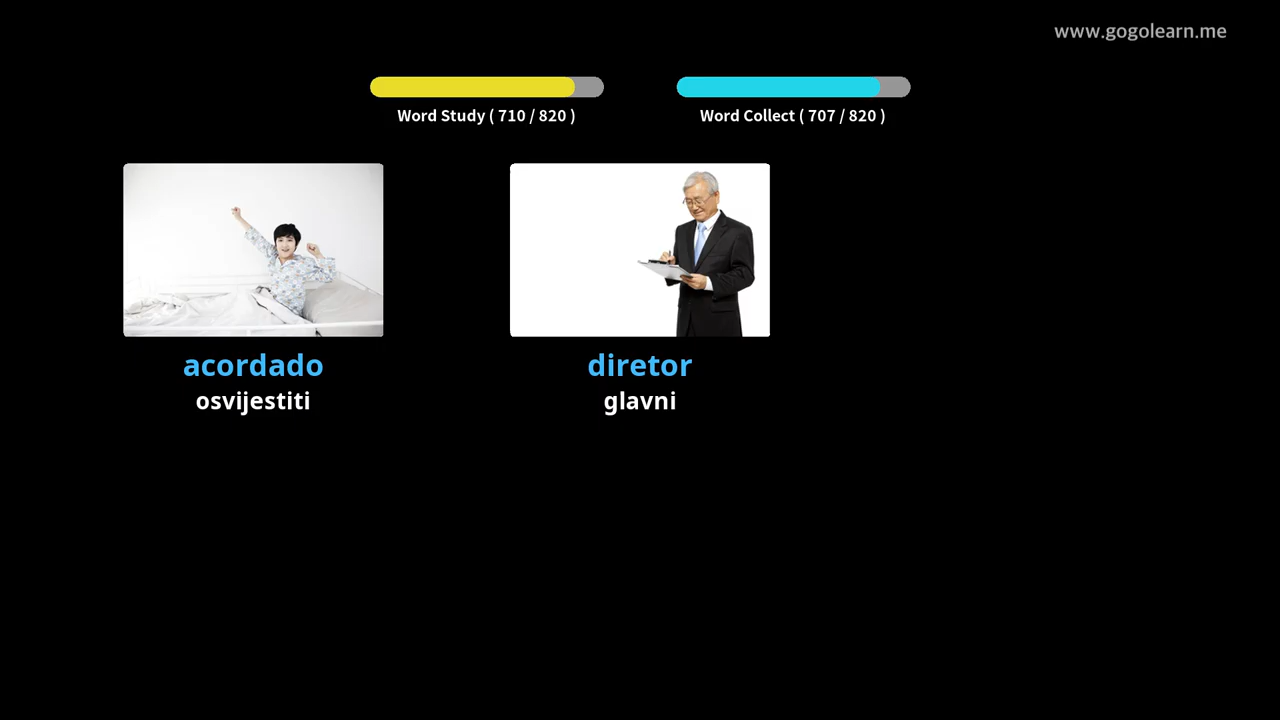 www.gogolearn.me
Word Study ( 710 / 820 )
Word Collect ( 707 / 820 )
acordado
osvijestiti
diretor
glavni